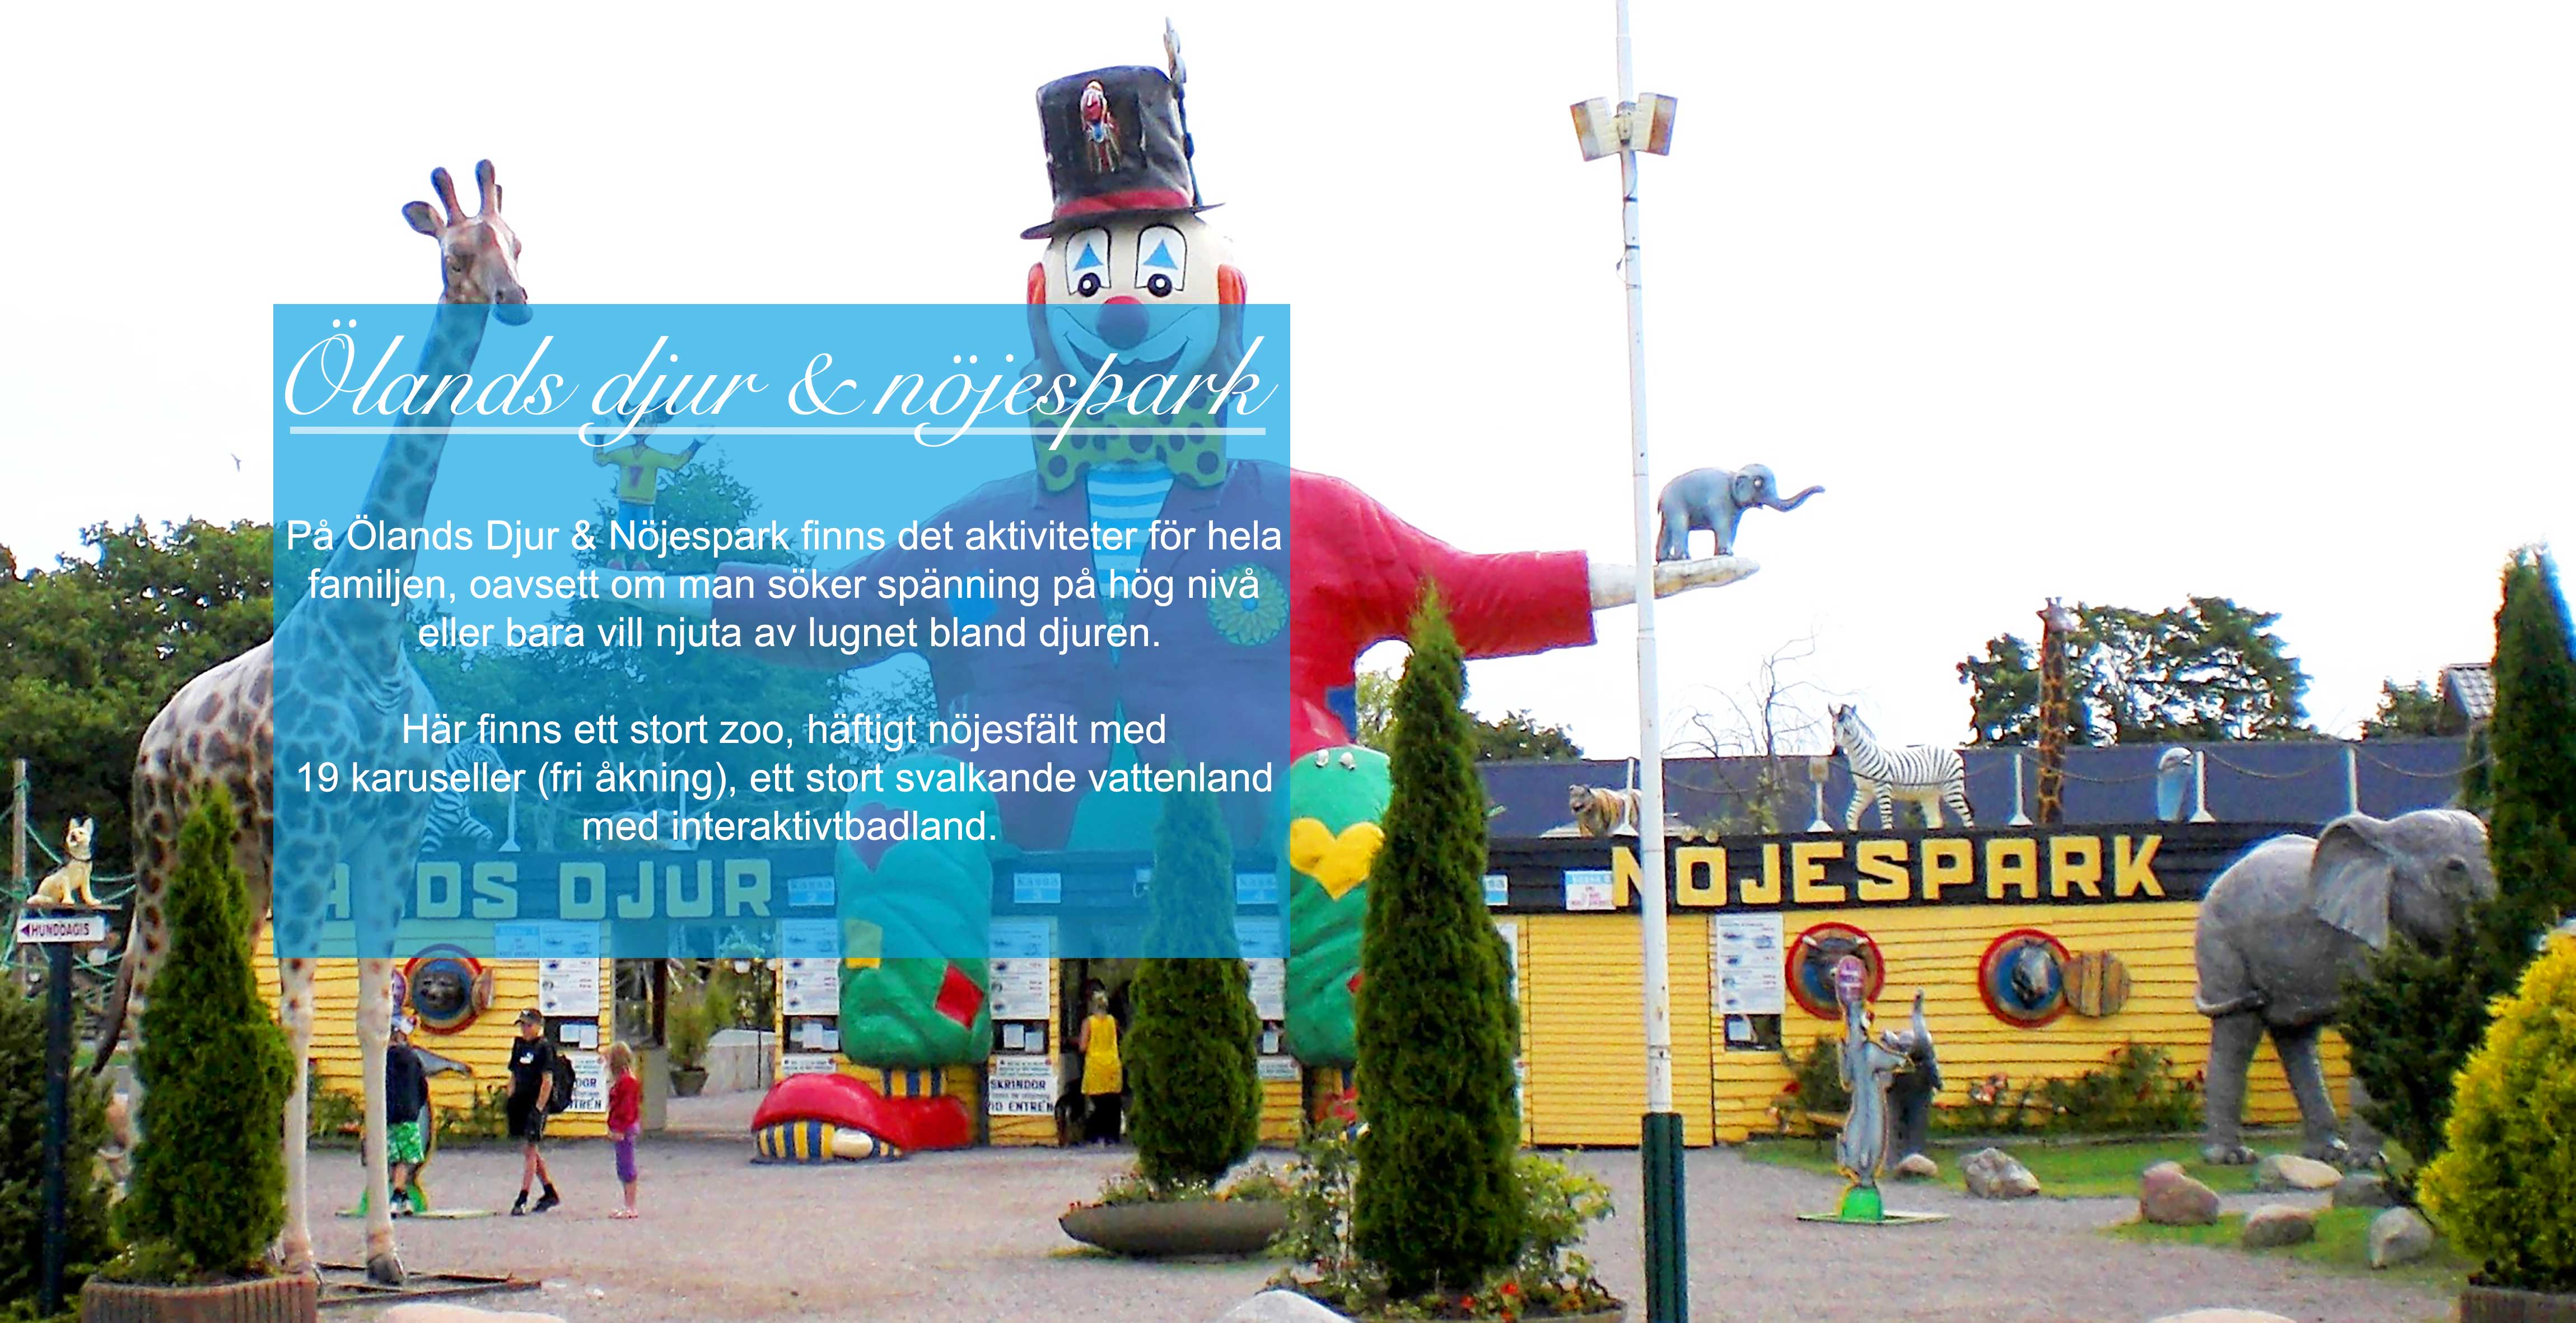 Ölands djur & nöjespark
På Ölands Djur & Nöjespark finns det aktiviteter för hela
familjen, oavsett om man söker spänning på hög nivå
eller bara vill njuta av lugnet bland djuren.
Här finns ett stort zoo, häftigt nöjesfält med
19 karuseller (fri åkning), ett stort svalkande vattenland
med interaktivtbadland.
DS DJUR
NÖJESPARK
HUNDDAGIS
SKRINDOR
ENTRÉN